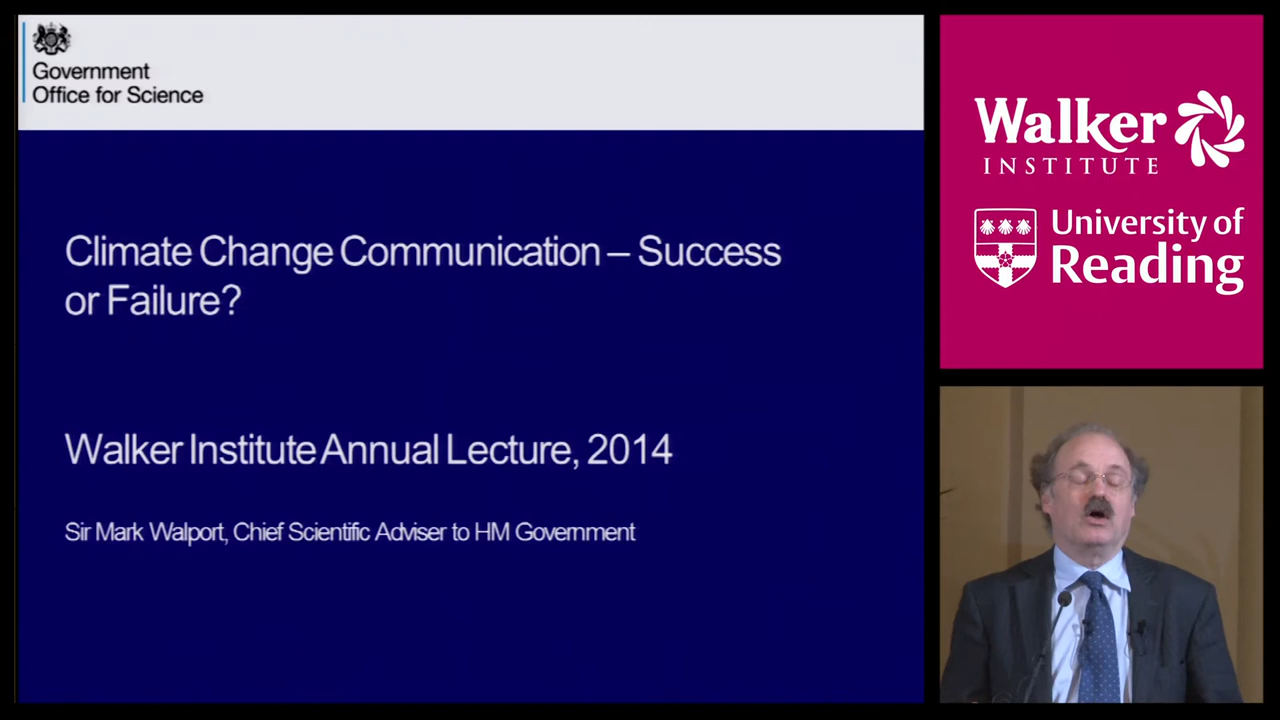 Government
Office for Science
Climate Change Communication – Success
or Failure?
Walker Institute Annual Lecture, 2014
Sir Mark Walport, Chief Scientific Adviser to HM Government
Walker
INSTITUTE
University of
Reading